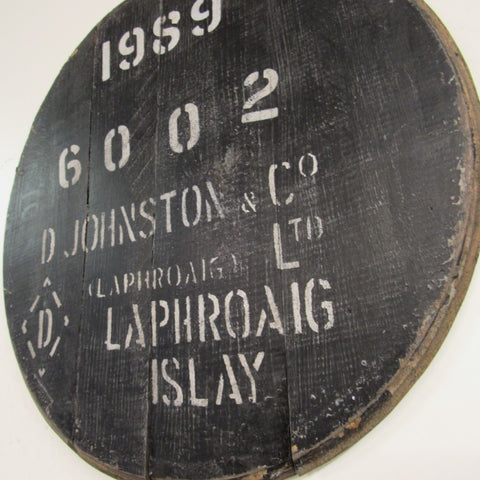 1989
6002
D JOHNSTON & Co
(LAPHROAIG) LTD
D
LAPHROAIG
ISLAY